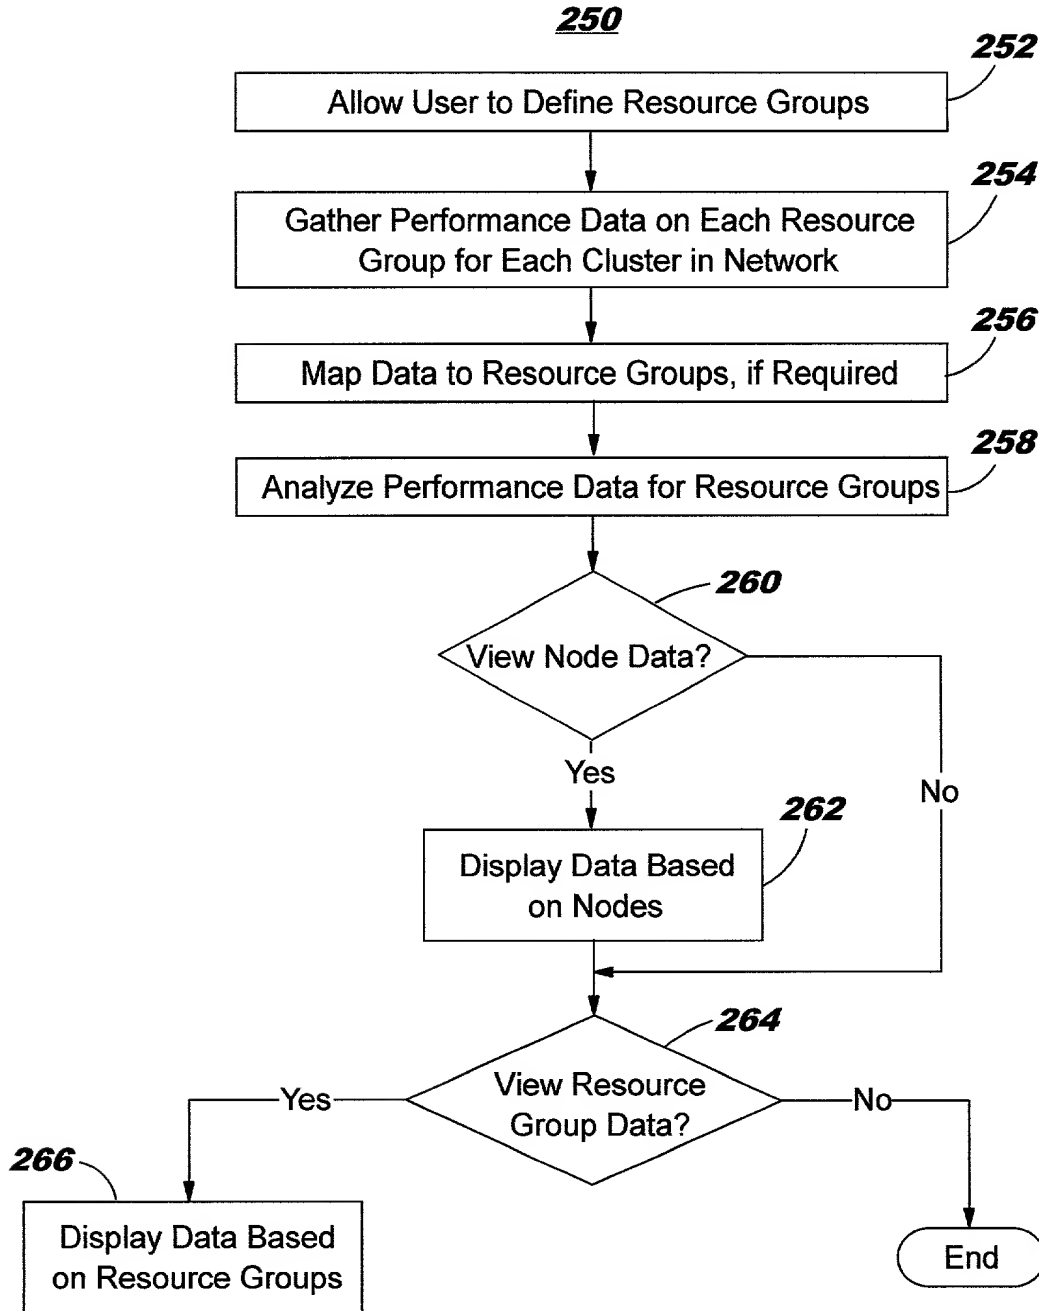 250
252
Allow User to Define Resource Groups
254
Gather Performance Data on Each Resource
Group for Each Cluster in Network
256
Map Data to Resource Groups, if Required
258
Analyze Performance Data for Resource Groups
260
View Node Data?
Yes
No
262
Display Data Based
on Nodes
264
View Resource
Group Data?
Yes
No
266
Display Data Based
on Resource Groups
End